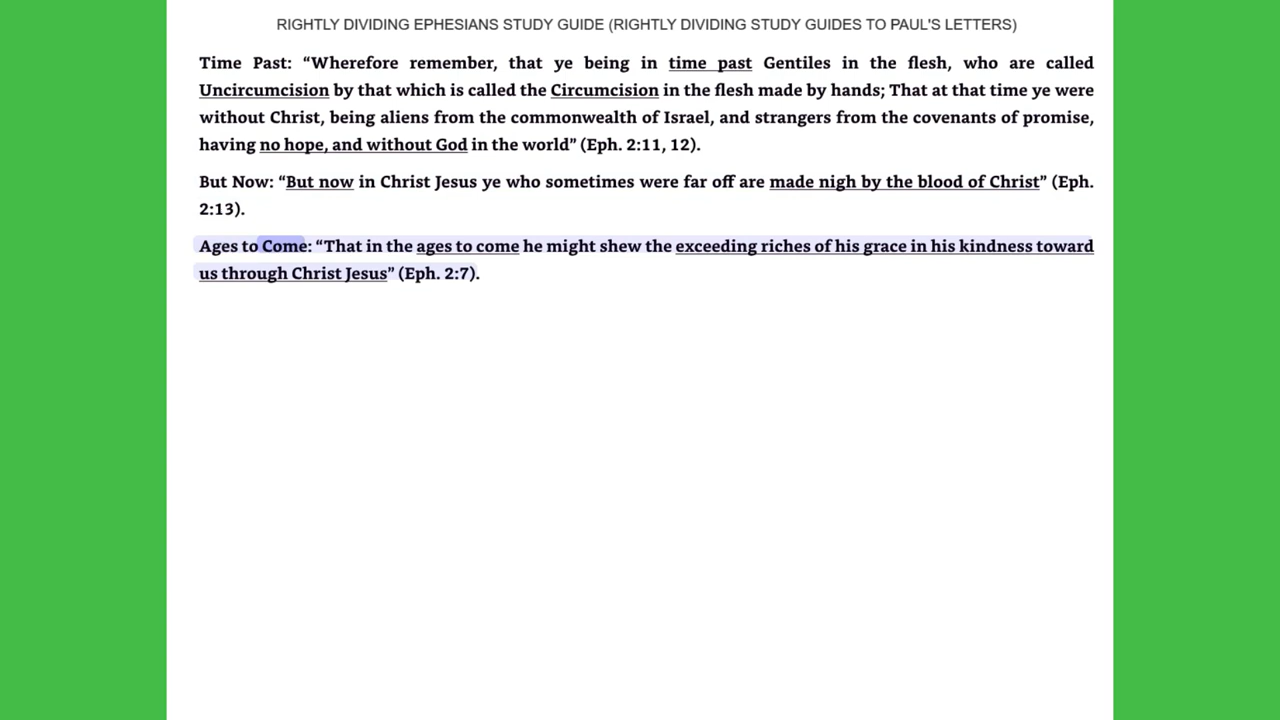 RIGHTLY DIVIDING EPHESIANS STUDY GUIDE (RIGHTLY DIVIDING STUDY GUIDES TO PAUL'S LETTERS)
Time Past: “Wherefore remember, that ye being in time past Gentiles in the flesh, who are called
Uncircumcision by that which is called the Circumcision in the flesh made by hands; That at that time ye were
without Christ, being aliens from the commonwealth of Israel, and strangers from the covenants of promise,
having no hope, and without God in the world” (Eph. 2:11, 12).
But Now: “But now in Christ Jesus ye who sometimes were far off are made nigh by the blood of Christ” (Eph.
2:13).
Ages to Come: “That in the ages to come he might shew the exceeding riches of his grace in his kindness toward
us through Christ Jesus” (Eph. 2:7).